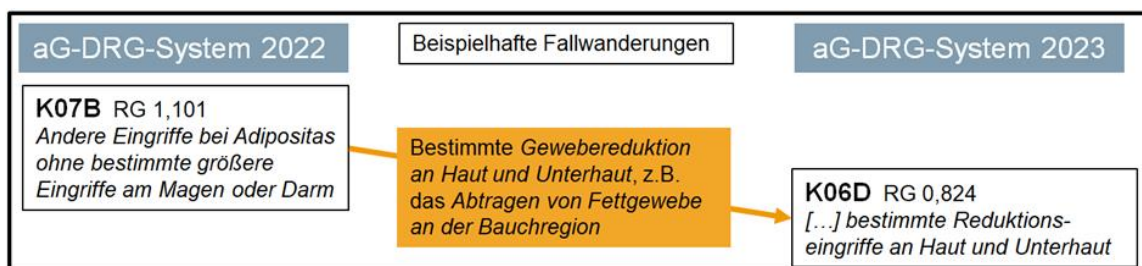 aG-DRG-System 2022
Beispielhafte Fallwanderungen
aG-DRG-System 2023
K07B RG 1,101
Andere Eingriffe bei Adipositas
ohne bestimmte größere
Eingriffe am Magen oder Darm
Bestimmte Gewebereduktion
an Haut und Unterhaut, z.B.
das Abtragen von Fettgewebe
an der Bauchregion
K06D RG 0,824
[...] bestimmte Reduktions-
eingriffe an Haut und Unterhaut